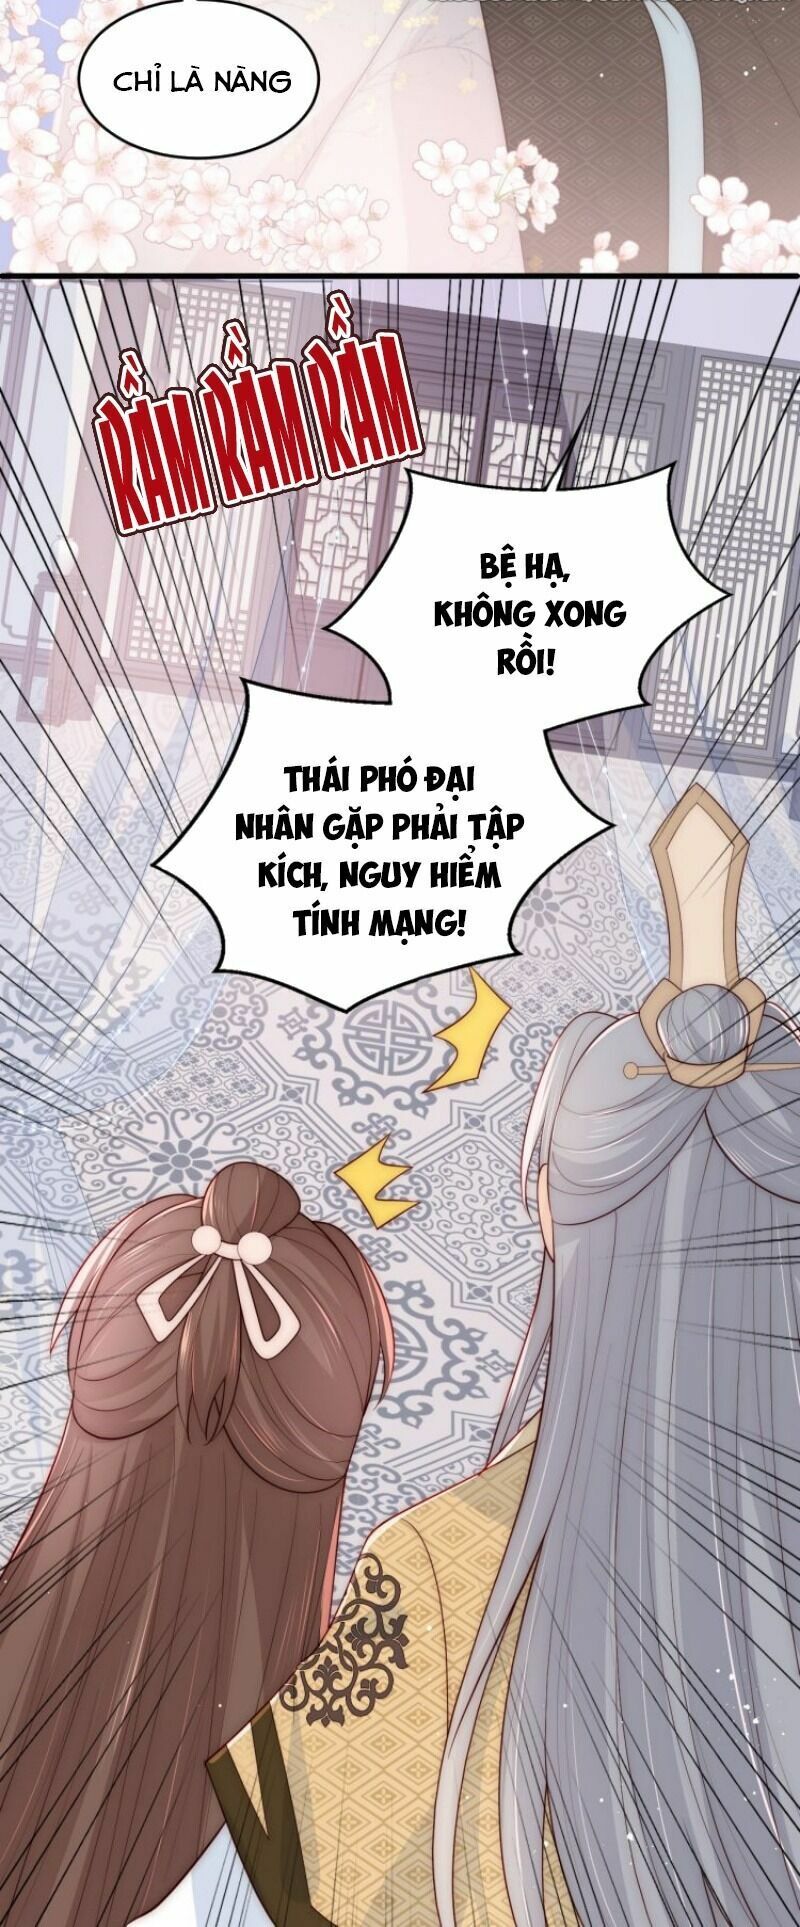 CHỈ LÀ NÀNG
RẦM RẦM RẦM
BỆ HẠ,
KHÔNG XONG
RỒI!
THÁI PHÓ ĐẠI
NHÂN GẶP PHẢI TẬP
KÍCH, NGUY HIỂM
TÍNH MẠNG!